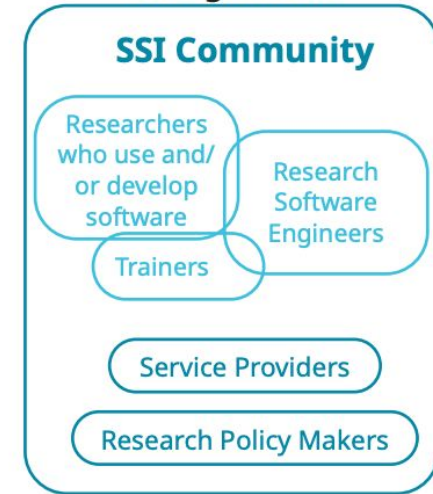 SSI Community
Researchers
who use and/
or develop
software
Research
Software
Engineers
Trainers
Service Providers
Research Policy Makers